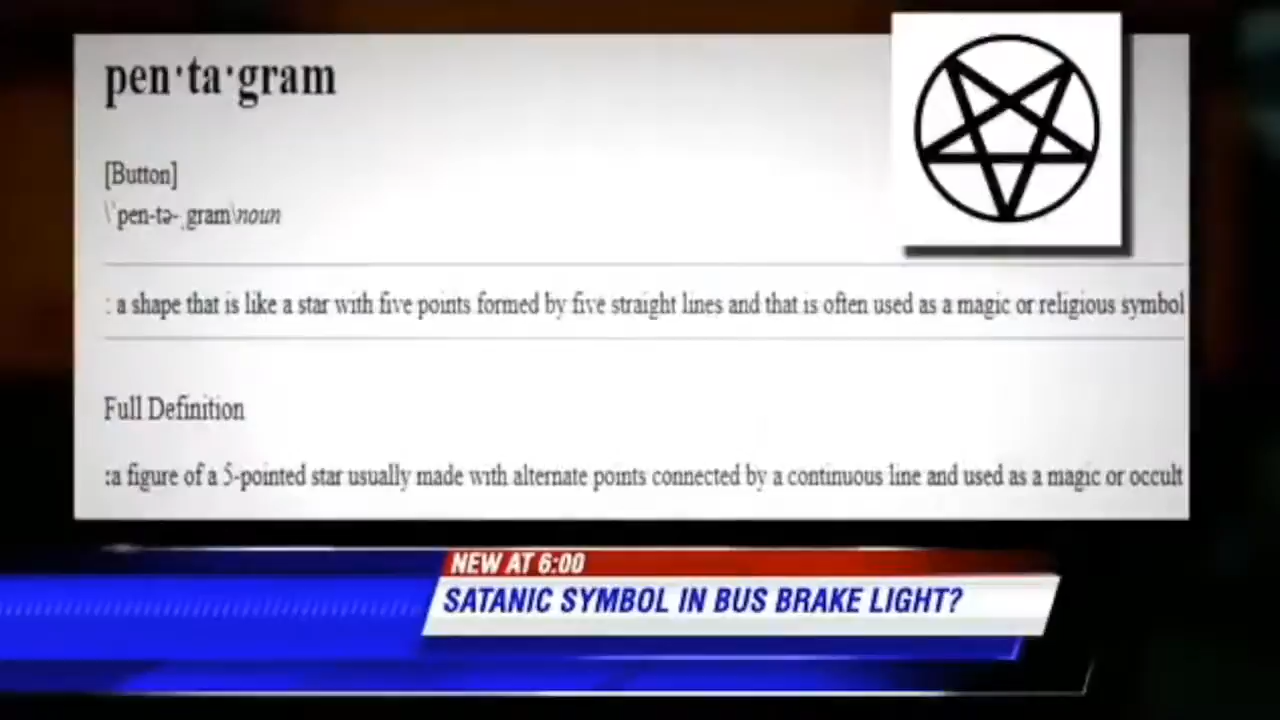 pen·ta·gram
[Button]
\ˈpen-tə-ˌgram\noun
: a shape that is like a star with five points formed by five straight lines and that is often used as a magic or religious symbol
Full Definition
:a figure of a 5-pointed star usually made with alternate points connected by a continuous line and used as a magic or occult
NEW AT 6:00
SATANIC SYMBOL IN BUS BRAKE LIGHT?